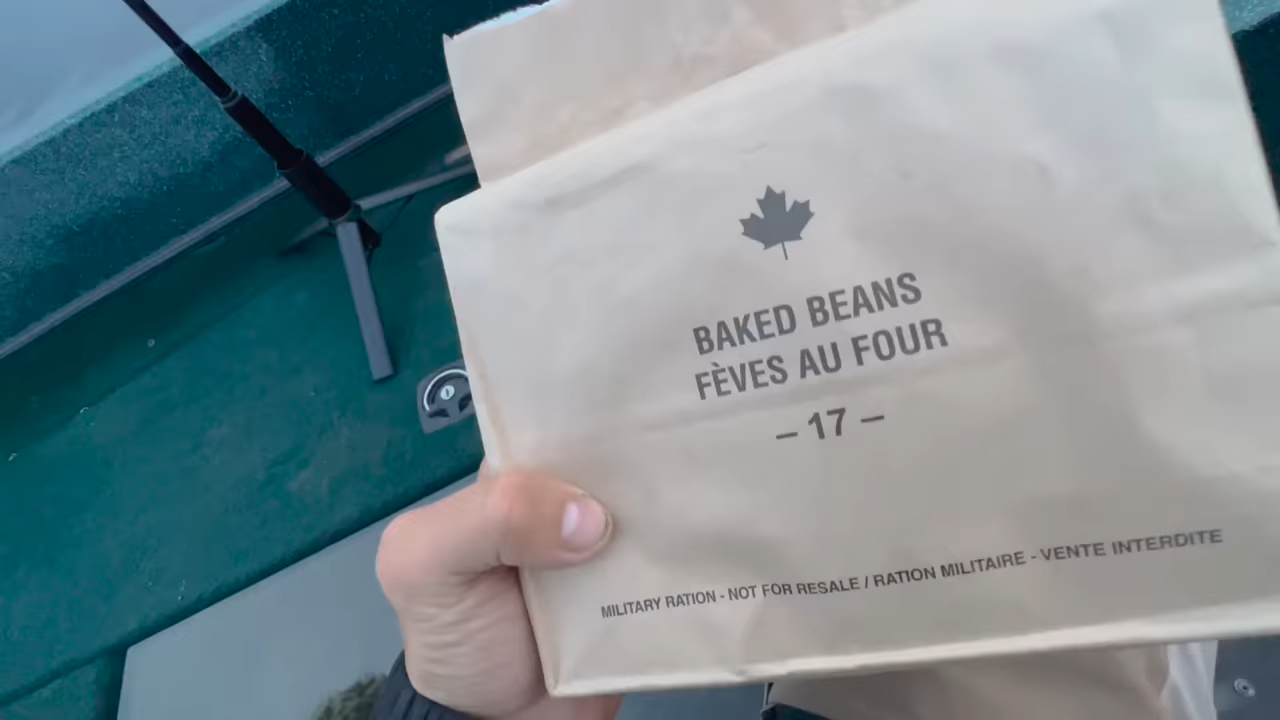 BAKED BEANS
FÈVES AU FOUR
– 17 –
MILITARY RATION - NOT FOR RESALE / RATION MILITAIRE - VENTE INTERDITE